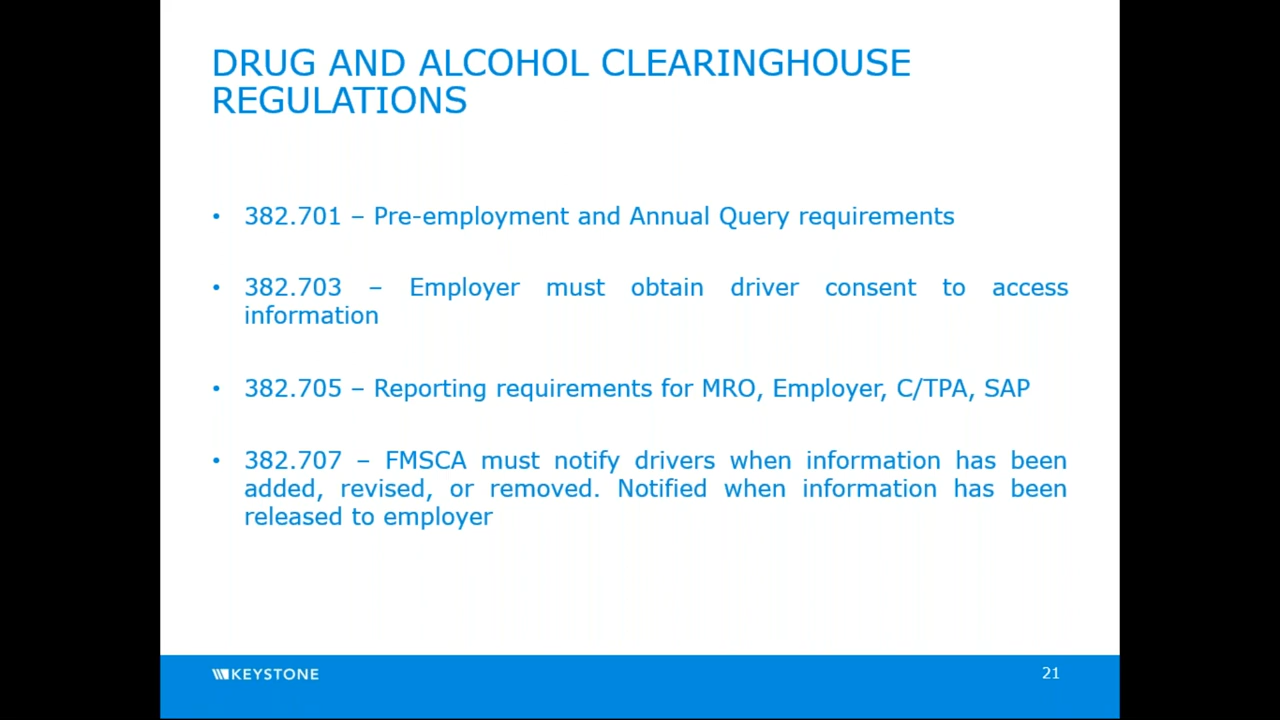 DRUG AND ALCOHOL CLEARINGHOUSE
REGULATIONS
• 382.701 – Pre-employment and Annual Query requirements
• 382.703 – Employer must obtain driver consent to access
information
• 382.705 – Reporting requirements for MRO, Employer, C/TPA, SAP
• 382.707 – FMSCA must notify drivers when information has been
added, revised, or removed. Notified when information has been
released to employer
KEYSTONE
21